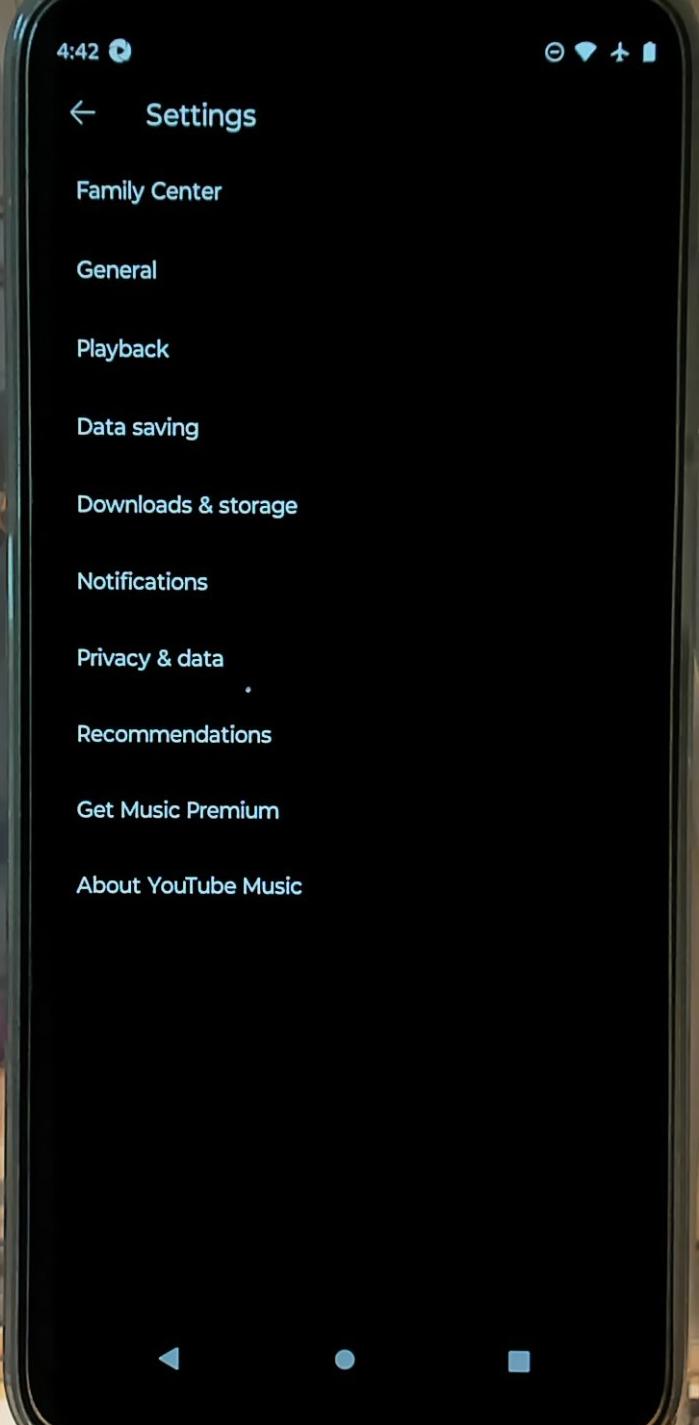 4:42
Settings
Family Center
General
Playback
Data saving
Downloads & storage
Notifications
Privacy & data
Recommendations
Get Music Premium
About YouTube Music